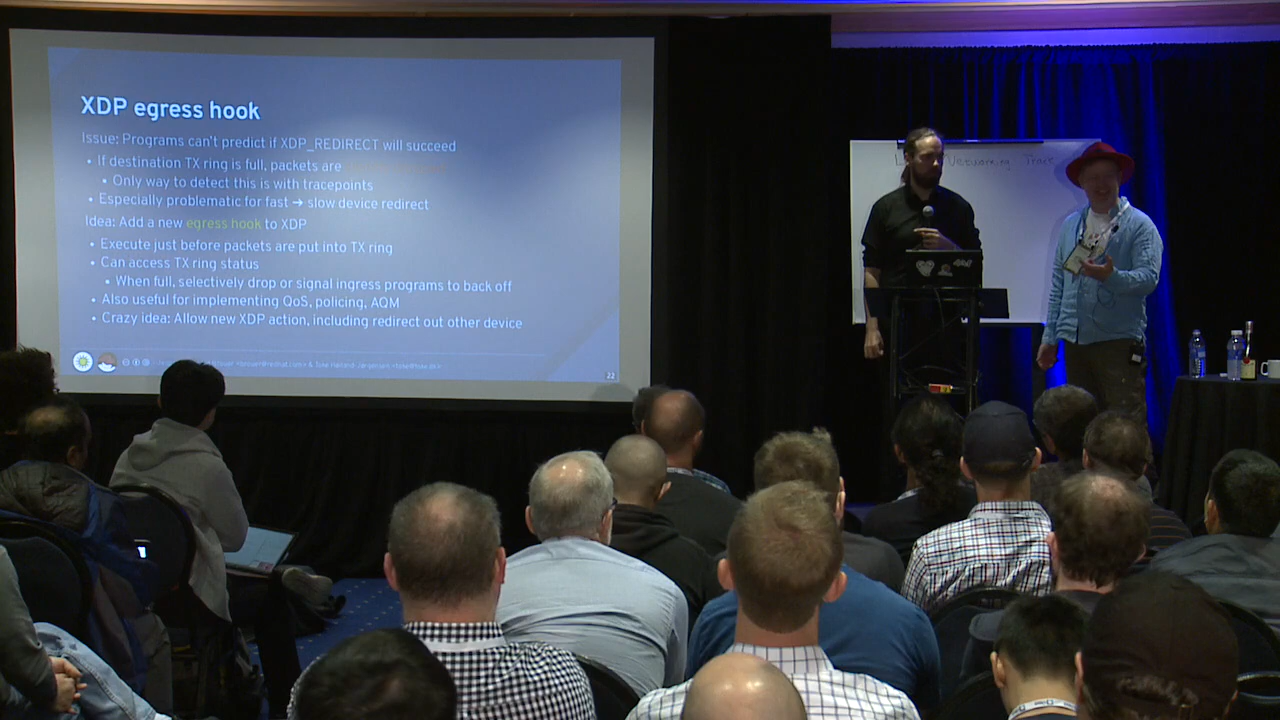 XDP egress hook
Issue: Programs can't predict if XDP_REDIRECT will succeed
• If destination TX ring is full, packets are
• Only way to detect this is with tracepoints
• Especially problematic for fast → slow device redirect
Idea: Add a new egress hook to XDP
• Execute just before packets are put into TX ring
• Can access TX ring status
• When full, selectively drop or signal ingress programs to back off
• Also useful for implementing QoS, policing, AQM
• Crazy idea: Allow new XDP action, including redirect out other device
22
Networking Track